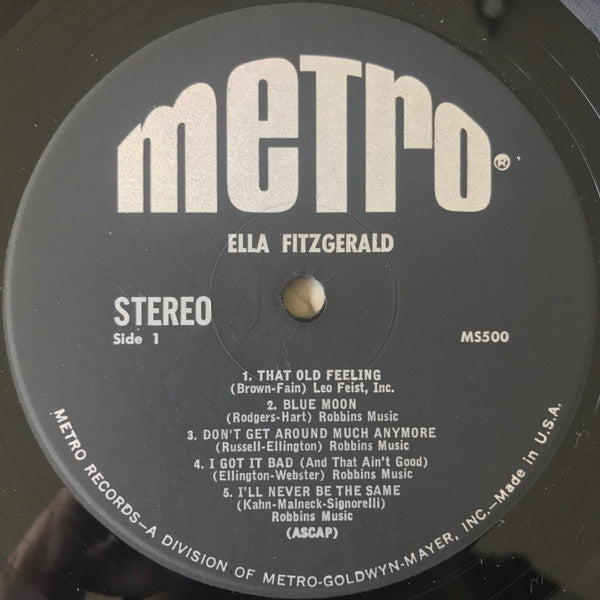 metro®
ELLA FITZGERALD
STEREO
Side 1
MS500
1. THAT OLD FEELING
(Brown-Fain) Leo Feist, Inc.
2. BLUE MOON
(Rodgers-Hart) Robbins Music
3. DON'T GET AROUND MUCH ANYMORE
(Russell-Ellington) Robbins Music
4. I GOT IT BAD (And That Ain't Good)
(Ellington-Webster) Robbins Music
5. I'LL NEVER BE THE SAME
(Kahn-Malneck-Signorelli)
Robbins Music
(ASCAP)
METRO RECORDS—A DIVISION OF METRO-GOLDWYN-MAYER, INC.—Made in U.S.A.